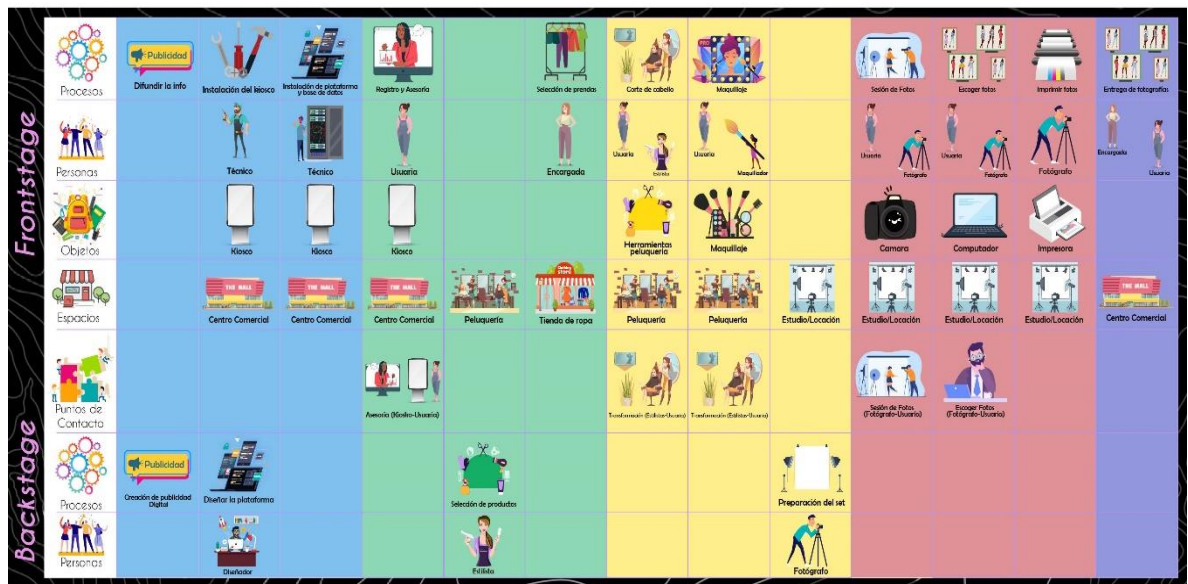 Frontstage
Backstage
Procesos
Publicidad
Difundir la info
Instalación del kiosco
Instalación de plataforma
y base de datos
Registro y Asesoría
Selección de prendas
Corte de cabello
Maquillaje
Sesión de Fotos
Escoger fotos
Imprimir fotos
Entrega de fotografías
Personas
Técnico
Técnico
Usuaria
Encargada
Usuaria
Estilista
Usuaria
Maquillador
Usuaria
Fotógrafo
Usuaria
Fotógrafo
Fotógrafo
Encargada
Usuaria
Objetos
Kiosco
Kiosco
Kiosco
Herramientas
peluquería
Maquillaje
Camara
Computador
Impresora
Espacios
THE MALL
Centro Comercial
THE MALL
Centro Comercial
THE MALL
Centro Comercial
Peluquería
STORE
Tienda de ropa
Peluquería
Peluquería
Estudio/Locación
Estudio/Locación
Estudio/Locación
Estudio/Locación
THE MALL
Centro Comercial
Puntos de
Contacto
Asesoría (Kiosko-Usuaria)
Transformación (Estilistas-Usuaria)
Transformación (Estilistas-Usuaria)
Sesión de Fotos
(Fotógrafo-Usuario)
Escoger Fotos
(Fotógrafo-Usuario)
Procesos
Publicidad
Creación de publicidad
Digital
Diseñar la plataforma
Selección de productos
Preparación del set
Personas
Diseñador
Estilista
Fotógrafo